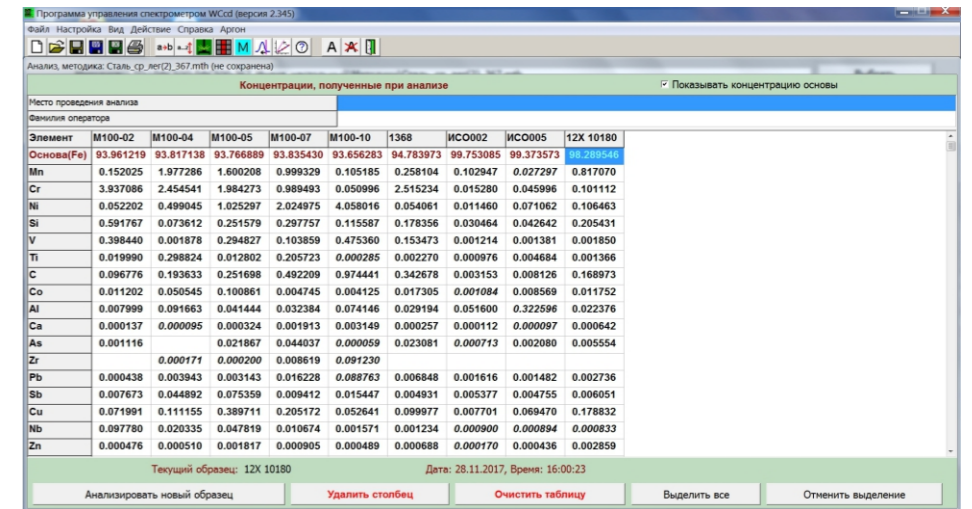 Программа управления спектрометром WCcd (версия 2.345)
Файл Настройка Вид Действие Справка Аргон
a+b M A
Анализ, методика: Сталь_ср_лег(2)_367.mth (не сохранена)
Концентрации, полученные при анализе Показывать концентрацию основы
Место проведения анализа
Фамилия оператора
Элемент М100-02 М100-04 М100-05 М100-07 М100-10 1368 ИСО002 ИСО005 12Х 10180
Основа(Fe) 93.961219 93.817138 93.766889 93.835430 93.656283 94.783973 99.753085 99.373573 98.289546
Mn 0.152025 1.977286 1.600208 0.999329 0.105185 0.258104 0.102947 0.027297 0.817070
Cr 3.937086 2.454541 1.984273 0.989493 0.050996 2.515234 0.015280 0.045996 0.101112
Ni 0.052202 0.499045 1.025297 2.024975 4.058016 0.054061 0.011460 0.071062 0.106463
Si 0.591767 0.073612 0.251579 0.297757 0.115587 0.178356 0.030464 0.042642 0.205431
V 0.398440 0.001878 0.294827 0.103859 0.475360 0.153473 0.001214 0.001381 0.001850
Ti 0.019990 0.298824 0.012802 0.205723 0.000285 0.002270 0.000976 0.004684 0.001366
C 0.096776 0.193633 0.251698 0.492209 0.974441 0.342678 0.003153 0.008126 0.168973
Co 0.011202 0.050545 0.100861 0.004745 0.004125 0.017305 0.001084 0.008569 0.011752
Al 0.007999 0.091663 0.041444 0.032384 0.074146 0.029194 0.051600 0.322596 0.022376
Ca 0.000137 0.000095 0.000324 0.001913 0.003149 0.000257 0.000112 0.000097 0.000642
As 0.001116 0.021867 0.044037 0.000059 0.023081 0.000713 0.002080 0.005554
Zr 0.000171 0.000200 0.008619 0.091230
Pb 0.000438 0.003943 0.003143 0.016228 0.088763 0.006848 0.001616 0.001482 0.002736
Sb 0.007673 0.044892 0.075359 0.009412 0.015447 0.004931 0.005377 0.004755 0.006051
Cu 0.071991 0.111155 0.389711 0.205172 0.052641 0.099977 0.007701 0.069470 0.178832
Nb 0.097780 0.020335 0.047819 0.010674 0.001571 0.001234 0.000900 0.000894 0.000833
Zn 0.000476 0.000510 0.001817 0.000905 0.000489 0.000688 0.000170 0.000436 0.002859
Текущий образец: 12Х 10180 Дата: 28.11.2017, Время: 16:00:23
Анализировать новый образец Удалить столбец Очистить таблицу Выделить все Отменить выделение